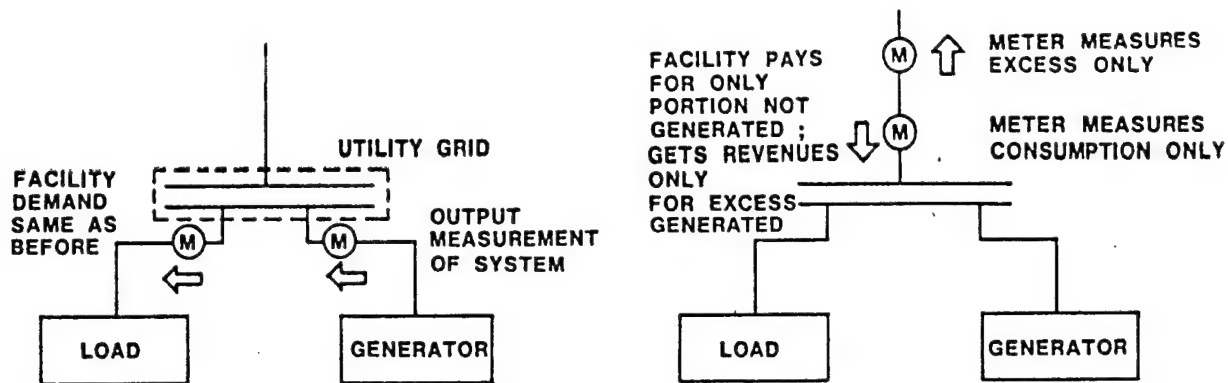 UTILITY GRID
FACILITY
DEMAND
SAME AS
BEFORE
M
M
OUTPUT
MEASUREMENT
OF SYSTEM
LOAD
GENERATOR
FACILITY PAYS
FOR ONLY
PORTION NOT
GENERATED ;
GETS REVENUES
ONLY
FOR EXCESS
GENERATED
M
METER MEASURES
EXCESS ONLY
M
METER MEASURES
CONSUMPTION ONLY
LOAD
GENERATOR